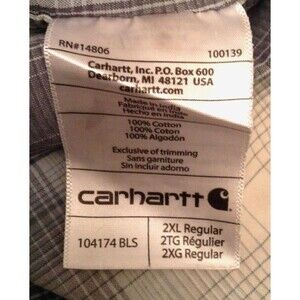 RN#14806 100139
Carhartt, Inc. P.O. Box 600
Dearborn, MI 48121 USA
carhartt.com
Made in India
Fabriqué en Inde
Hecho en India
100% Cotton
100% Coton
100% Algodón
Exclusive of trimming
Sans garniture
Sin incluir adorno
carhartt
104174 BLS
2XL Regular
2TG Régulier
2XG Regular